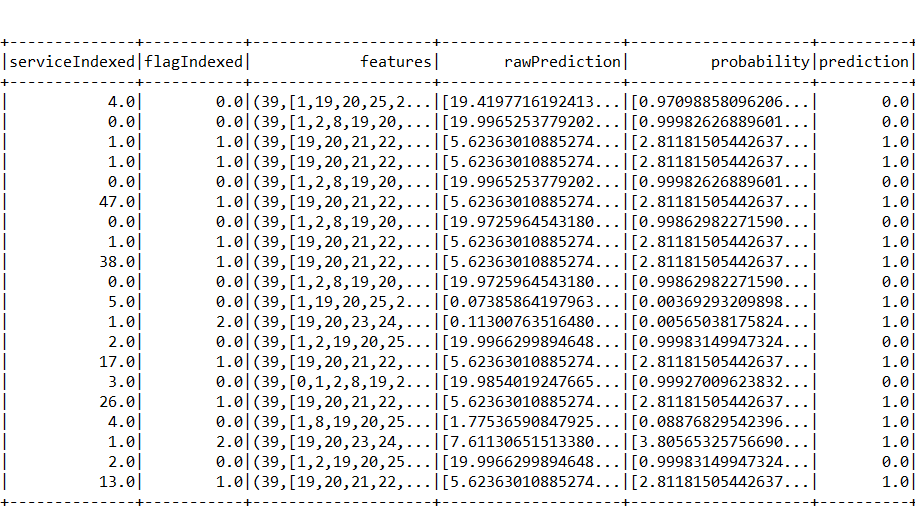 +-------------+-----------+--------------------+--------------------+--------------------+----------+
|serviceIndexed|flagIndexed|            features|       rawPrediction|         probability|prediction|
+-------------+-----------+--------------------+--------------------+--------------------+----------+
|           4.0|        0.0|(39,[1,19,20,25,2...|[19.4197716192413...|[0.97098858096206...|       0.0|
|           0.0|        0.0|(39,[1,2,8,19,20,...|[19.9965253779202...|[0.99982626889601...|       0.0|
|           1.0|        1.0|(39,[19,20,21,22,...|[5.62363010885274...|[2.81181505442637...|       1.0|
|           1.0|        1.0|(39,[19,20,21,22,...|[5.62363010885274...|[2.81181505442637...|       1.0|
|           0.0|        0.0|(39,[1,2,8,19,20,...|[19.9965253779202...|[0.99982626889601...|       0.0|
|          47.0|        1.0|(39,[19,20,21,22,...|[5.62363010885274...|[2.81181505442637...|       1.0|
|           0.0|        0.0|(39,[1,2,8,19,20,...|[19.9725964543180...|[0.99862982271590...|       0.0|
|           1.0|        1.0|(39,[19,20,21,22,...|[5.62363010885274...|[2.81181505442637...|       1.0|
|          38.0|        1.0|(39,[19,20,21,22,...|[5.62363010885274...|[2.81181505442637...|       1.0|
|           0.0|        0.0|(39,[1,2,8,19,20,...|[19.9725964543180...|[0.99862982271590...|       0.0|
|           5.0|        0.0|(39,[1,19,20,25,2...|[0.07385864197963...|[0.00369293209898...|       1.0|
|           1.0|        2.0|(39,[19,20,23,24,...|[0.11300763516480...|[0.00565038175824...|       1.0|
|           2.0|        0.0|(39,[1,2,19,20,25...|[19.9966299894648...|[0.99983149947324...|       0.0|
|          17.0|        1.0|(39,[19,20,21,22,...|[5.62363010885274...|[2.81181505442637...|       1.0|
|           3.0|        0.0|(39,[0,1,2,8,19,2...|[19.9854019247665...|[0.99927009623832...|       0.0|
|          26.0|        1.0|(39,[19,20,21,22,...|[5.62363010885274...|[2.81181505442637...|       1.0|
|           4.0|        0.0|(39,[1,8,19,20,25...|[1.77536590847925...|[0.08876829542396...|       1.0|
|           1.0|        2.0|(39,[19,20,23,24,...|[7.61130651513380...|[3.80565325756690...|       1.0|
|           2.0|        0.0|(39,[1,2,19,20,25...|[19.9966299894648...|[0.99983149947324...|       0.0|
|          13.0|        1.0|(39,[19,20,21,22,...|[5.62363010885274...|[2.81181505442637...|       1.0|
+-------------+-----------+--------------------+--------------------+--------------------+----------+